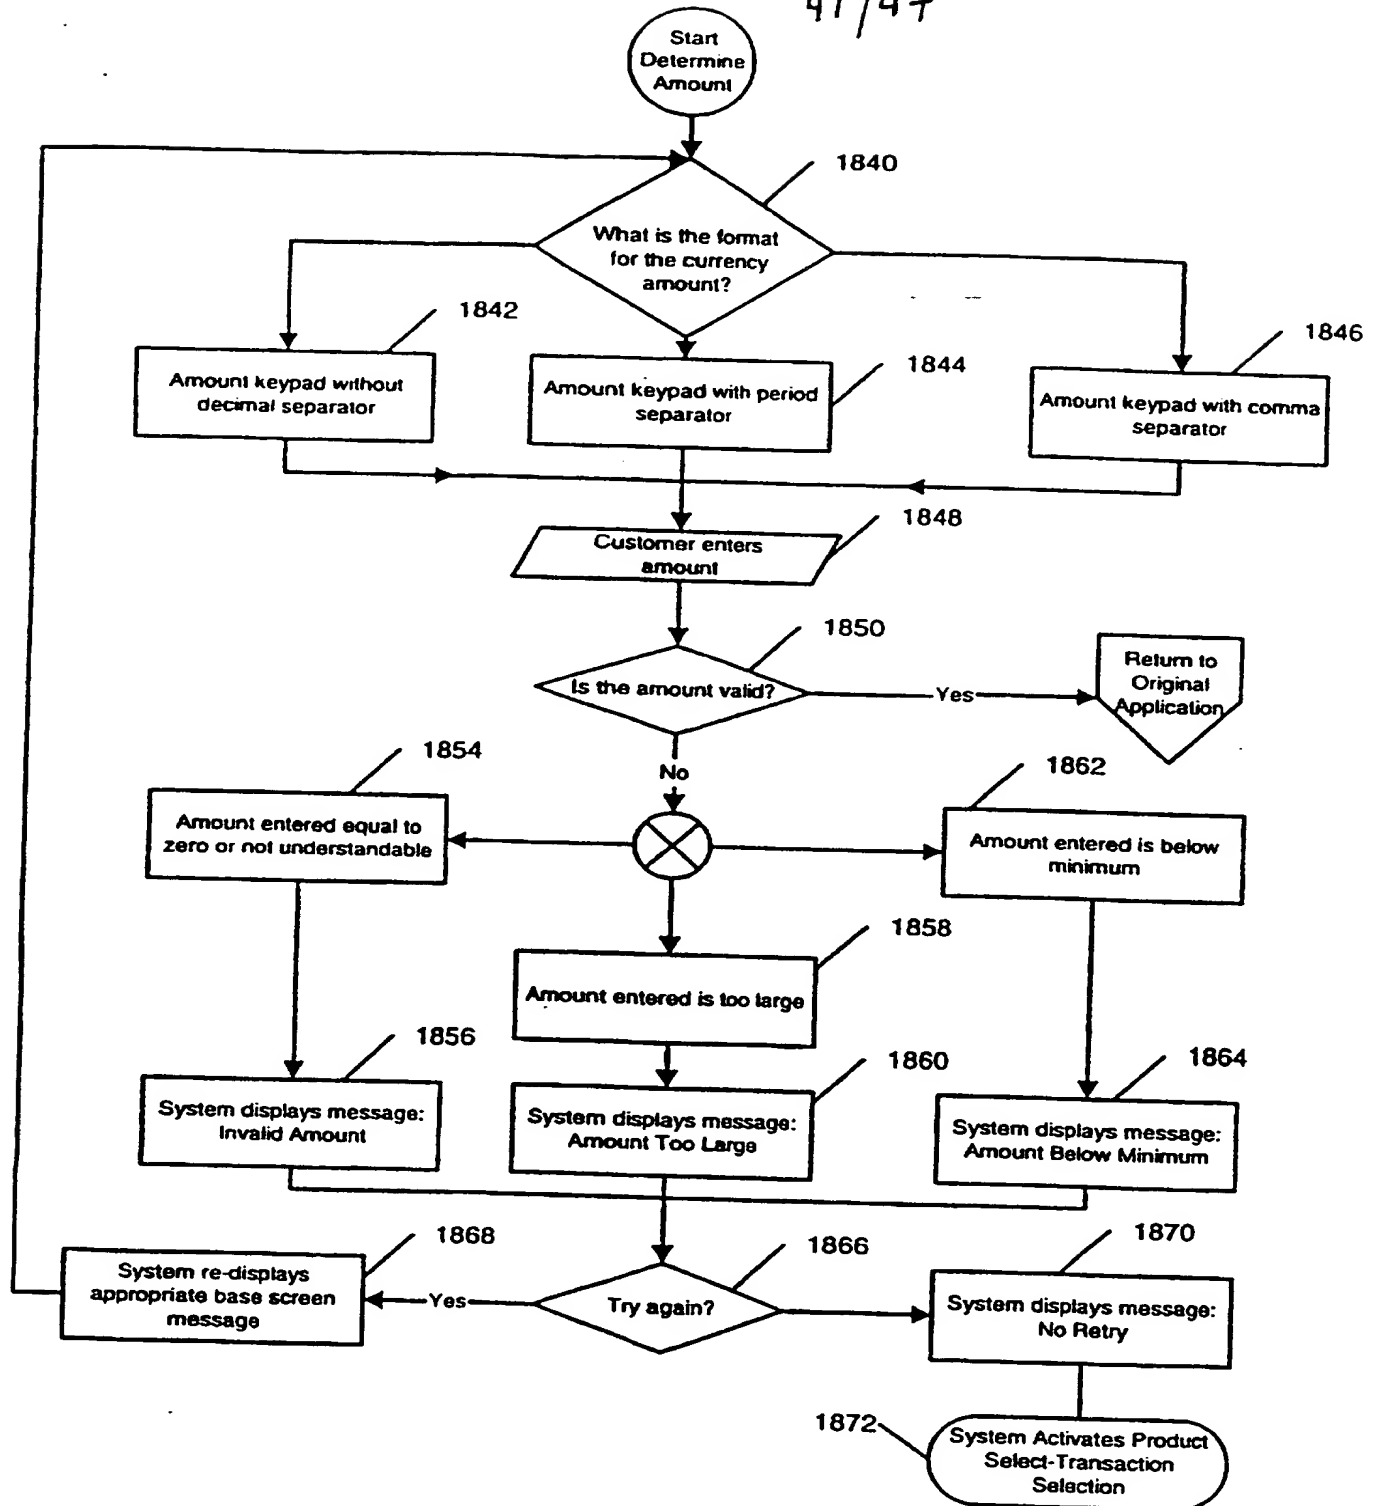 47/47
Start
Determine
Amount
1840
What is the format
for the currency
amount?
1842
1844
1846
Amount keypad without
decimal separator
Amount keypad with period
separator
Amount keypad with comma
separator
1848
Customer enters
amount
1850
Is the amount valid?
Yes
Return to
Original
Application
No
1854
1862
Amount entered equal to
zero or not understandable
Amount entered is below
minimum
1858
Amount entered is too large
1856
1860
1864
System displays message:
Invalid Amount
System displays message:
Amount Too Large
System displays message:
Amount Below Minimum
1868
1866
1870
System re-displays
appropriate base screen
message
Yes
Try again?
System displays message:
No Retry
1872
System Activates Product
Select-Transaction
Selection